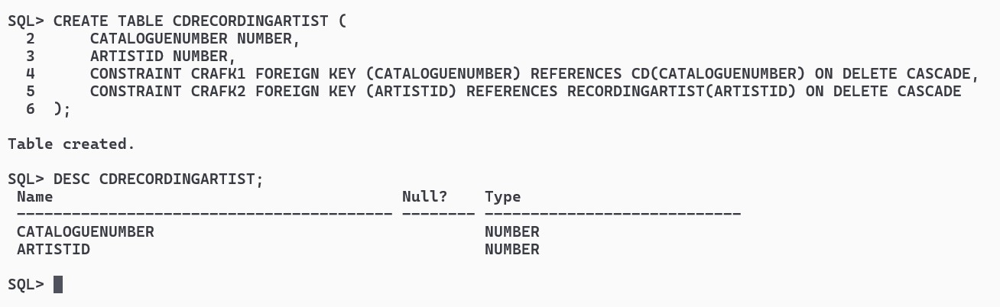 SQL> CREATE TABLE CDRECORDINGARTIST (
  2      CATALOGUENUMBER NUMBER,
  3      ARTISTID NUMBER,
  4      CONSTRAINT CRAFK1 FOREIGN KEY (CATALOGUENUMBER) REFERENCES CD(CATALOGUENUMBER) ON DELETE CASCADE,
  5      CONSTRAINT CRAFK2 FOREIGN KEY (ARTISTID) REFERENCES RECORDINGARTIST(ARTISTID) ON DELETE CASCADE
  6  );
Table created.
SQL> DESC CDRECORDINGARTIST;
 Name                                      Null?    Type
 ----------------------------------------- -------- ----------------------------
 CATALOGUENUMBER                                    NUMBER
 ARTISTID                                           NUMBER
SQL>